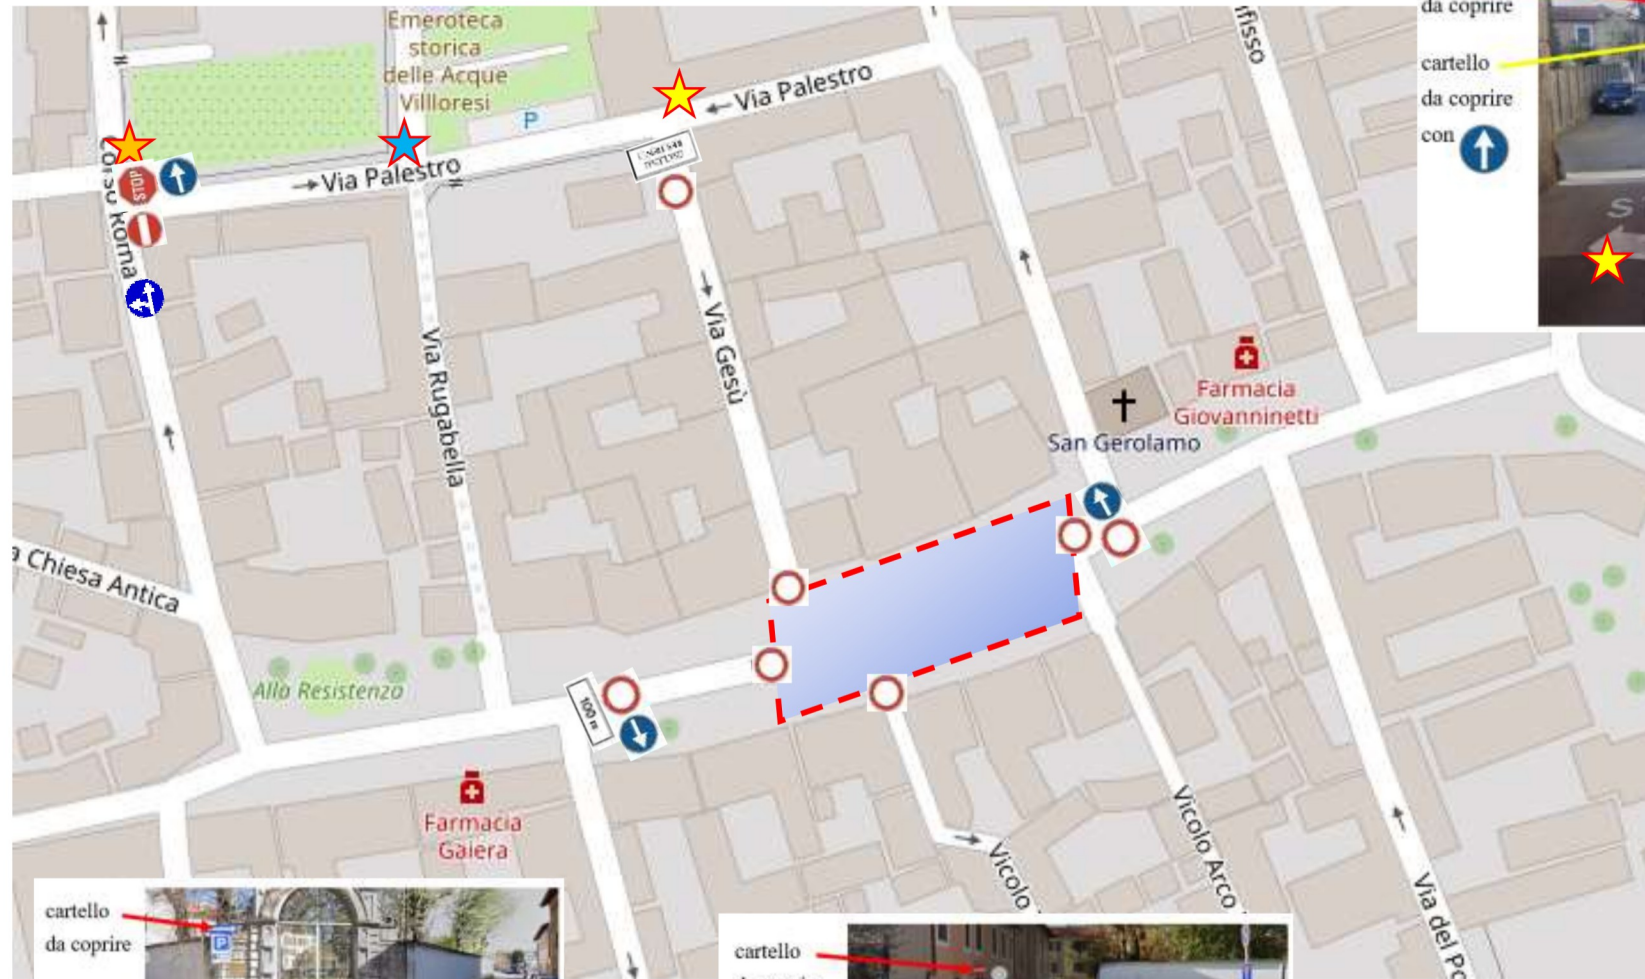 Emeroteca
storica
delle Acque
Villloresi
P
Via Palestro
Via Palestro
STOP
Corso Roma
Via Rugabella
Via Gesù
ifisso
da coprire
cartello
da coprire
con
Farmacia
Giovanninetti
San Gerolamo
a Chiesa Antica
Alla Resistenza
100 m
Farmacia
Gaiera
Vicolo
Vicolo Arco
Via del Po
cartello
da coprire
P
cartello